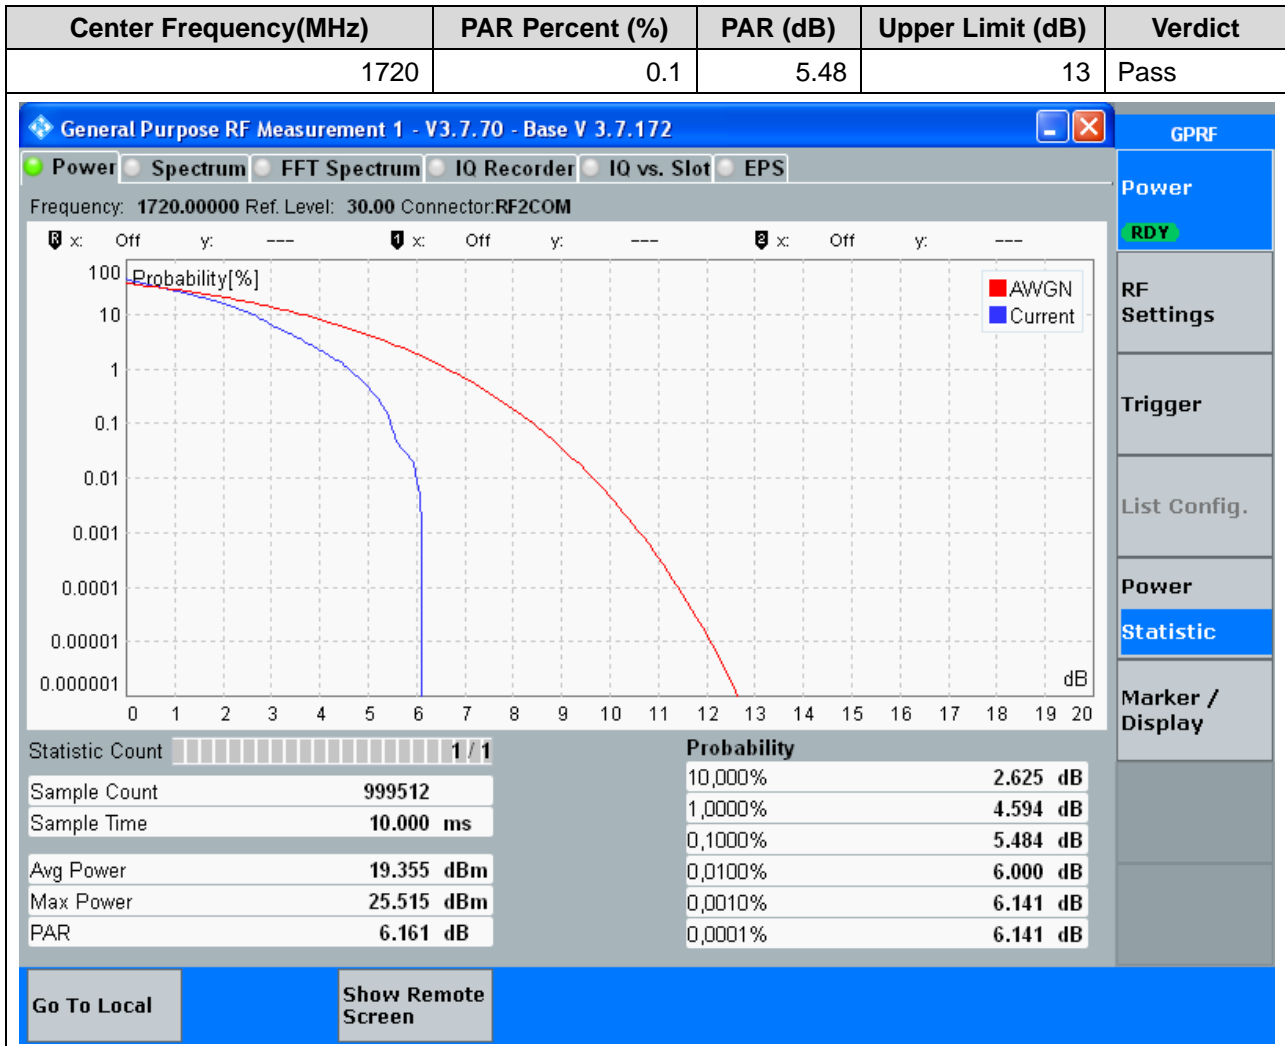 Center Frequency(MHz) PAR Percent (%) PAR (dB) Upper Limit (dB) Verdict
1720 0.1 5.48 13 Pass
General Purpose RF Measurement 1 - V3.7.70 - Base V 3.7.172
GPRF
Power Spectrum FFT Spectrum IQ Recorder IQ vs. Slot EPS
Power
RDY
Frequency: 1720.00000 Ref. Level: 30.00 Connector:RF2COM
R x: Off y: --- 1 x: Off y: --- 2 x: Off y: ---
Probability[%]
100
10
1
0.1
0.01
0.001
0.0001
0.00001
0.000001
AWGN
Current
dB
0 1 2 3 4 5 6 7 8 9 10 11 12 13 14 15 16 17 18 19 20
RF
Settings
Trigger
List Config.
Power
Statistic
Marker /
Display
Statistic Count 1 / 1
Sample Count 999512
Sample Time 10.000 ms
Avg Power 19.355 dBm
Max Power 25.515 dBm
PAR 6.161 dB
Probability
10,000% 2.625 dB
1,0000% 4.594 dB
0,1000% 5.484 dB
0,0100% 6.000 dB
0,0010% 6.141 dB
0,0001% 6.141 dB
Go To Local
Show Remote
Screen